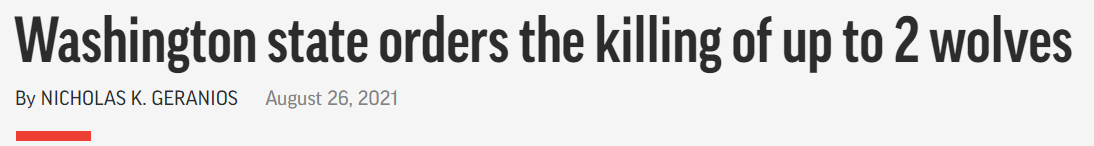 Washington state orders the killing of up to 2 wolves
By NICHOLAS K. GERANIOS August 26, 2021